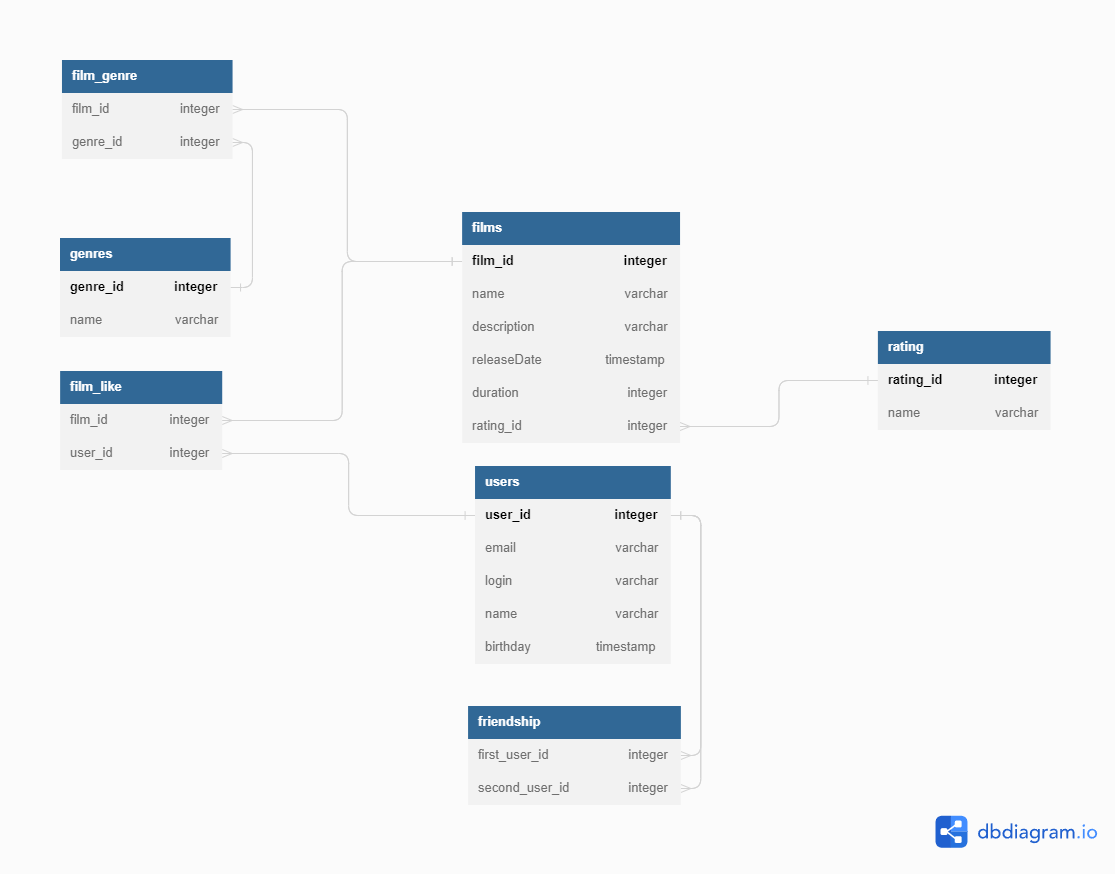 film_genre
film_id integer
genre_id integer
genres
genre_id integer
name varchar
film_like
film_id integer
user_id integer
films
film_id integer
name varchar
description varchar
releaseDate timestamp
duration integer
rating_id integer
rating
rating_id integer
name varchar
users
user_id integer
email varchar
login varchar
name varchar
birthday timestamp
friendship
first_user_id integer
second_user_id integer
dbdiagram.io